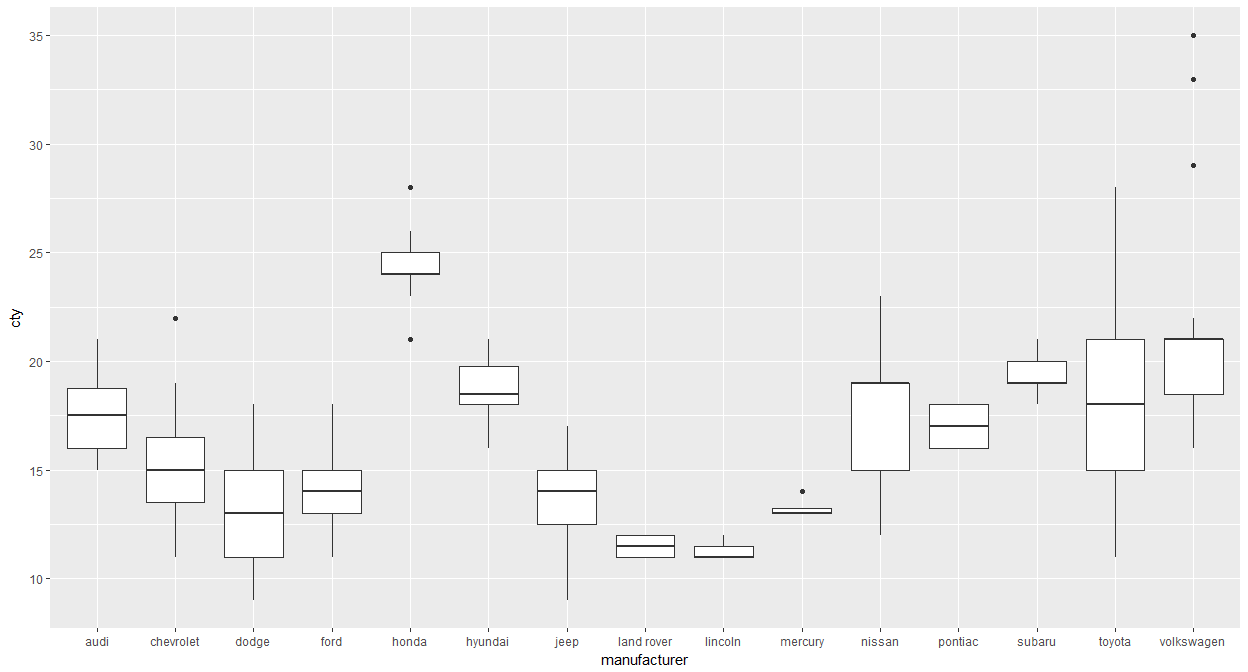 35
30
25
20
15
10
cty
audi chevrolet dodge ford honda hyundai jeep land rover lincoln mercury nissan pontiac subaru toyota volkswagen
manufacturer